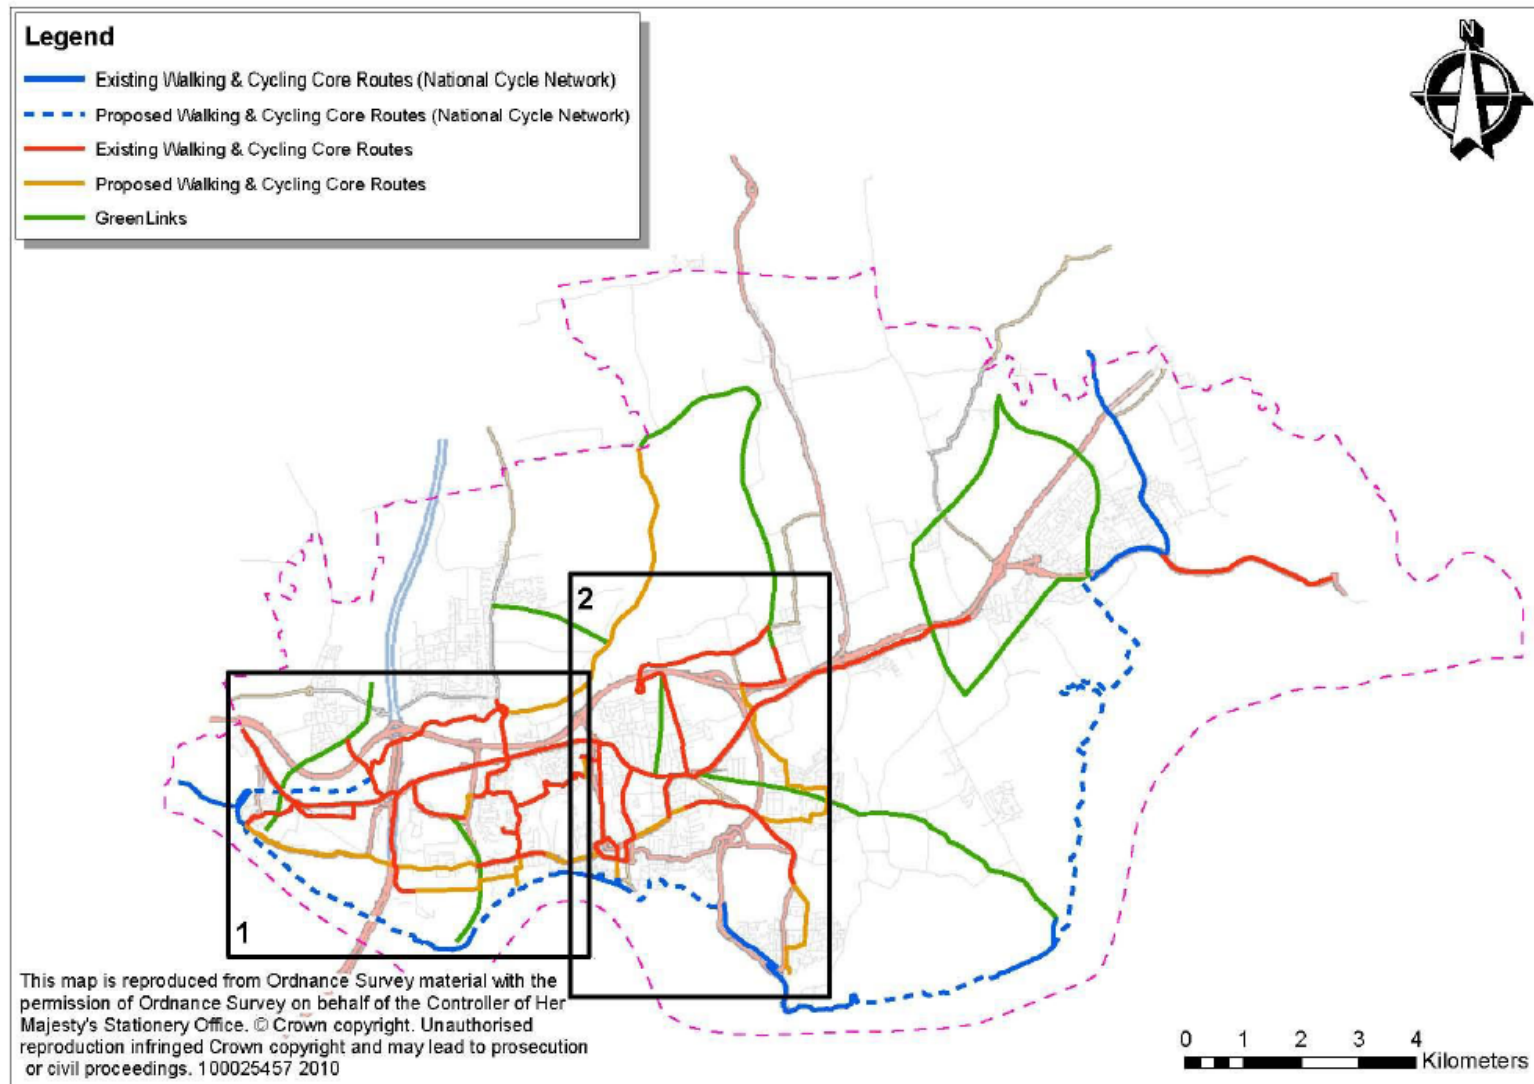 Legend
Existing Walking & Cycling Core Routes (National Cycle Network)
Proposed Walking & Cycling Core Routes (National Cycle Network)
Existing Walking & Cycling Core Routes
Proposed Walking & Cycling Core Routes
GreenLinks
N
2
1
This map is reproduced from Ordnance Survey material with the
permission of Ordnance Survey on behalf of the Controller of Her
Majesty's Stationery Office. © Crown copyright. Unauthorised
reproduction infringed Crown copyright and may lead to prosecution
or civil proceedings. 100025457 2010
0 1 2 3 4
Kilometers